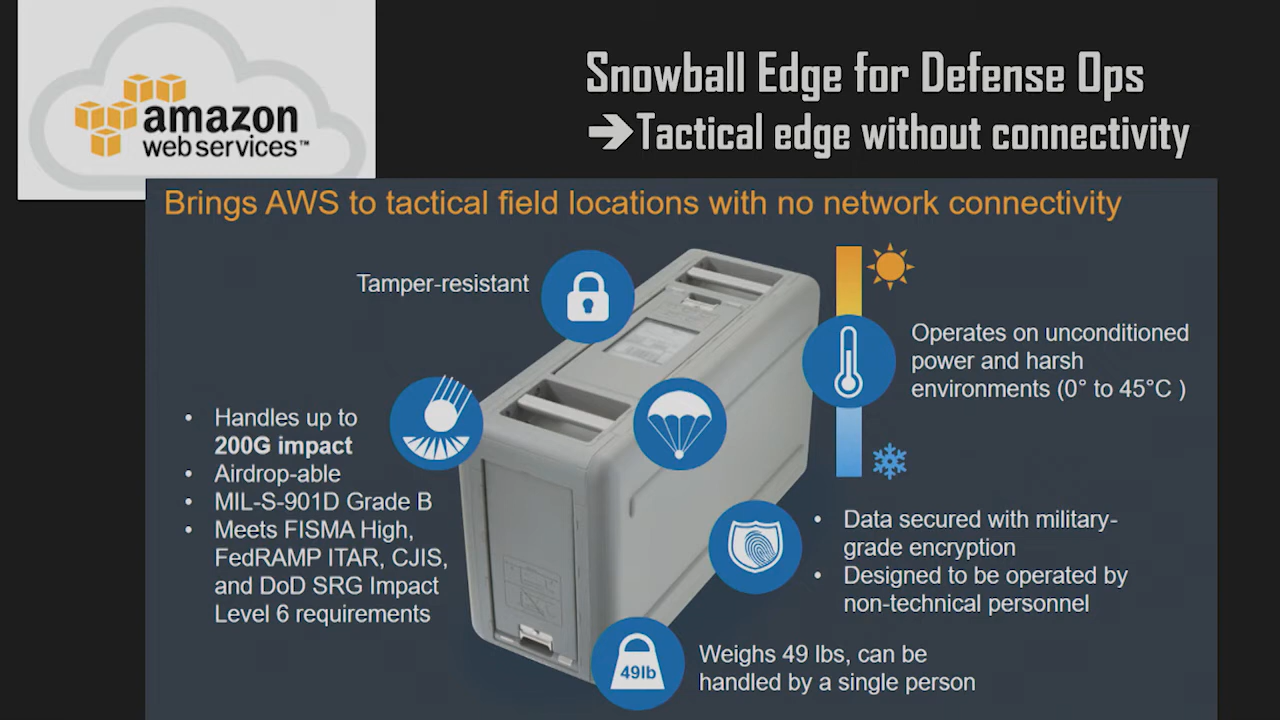 amazon
web services™
Snowball Edge for Defense Ops
➔Tactical edge without connectivity
Brings AWS to tactical field locations with no network connectivity
Tamper-resistant
• Handles up to
200G impact
• Airdrop-able
• MIL-S-901D Grade B
• Meets FISMA High,
FedRAMP ITAR, CJIS,
and DoD SRG Impact
Level 6 requirements
Operates on unconditioned
power and harsh
environments (0° to 45°C )
• Data secured with military-
grade encryption
• Designed to be operated by
non-technical personnel
49lb
Weighs 49 lbs, can be
handled by a single person